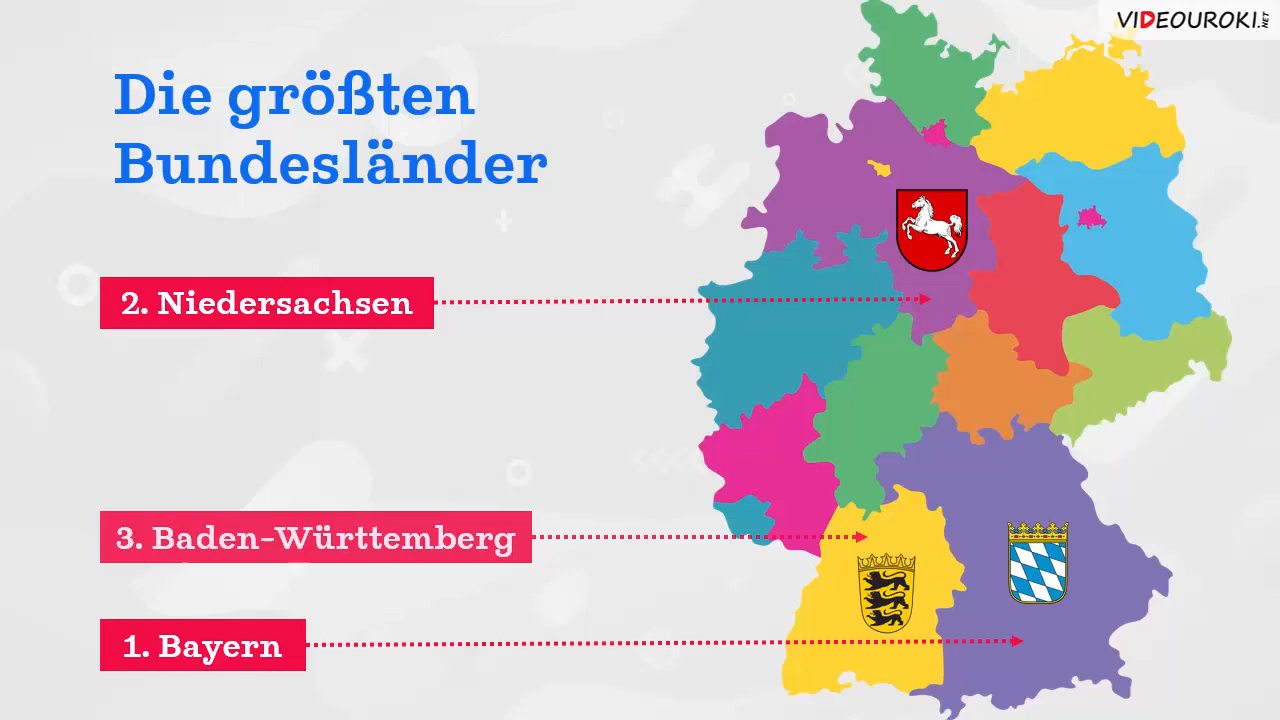 VIDEOUROKI.NET
Die größten
Bundesländer
2. Niedersachsen
3. Baden-Württemberg
1. Bayern